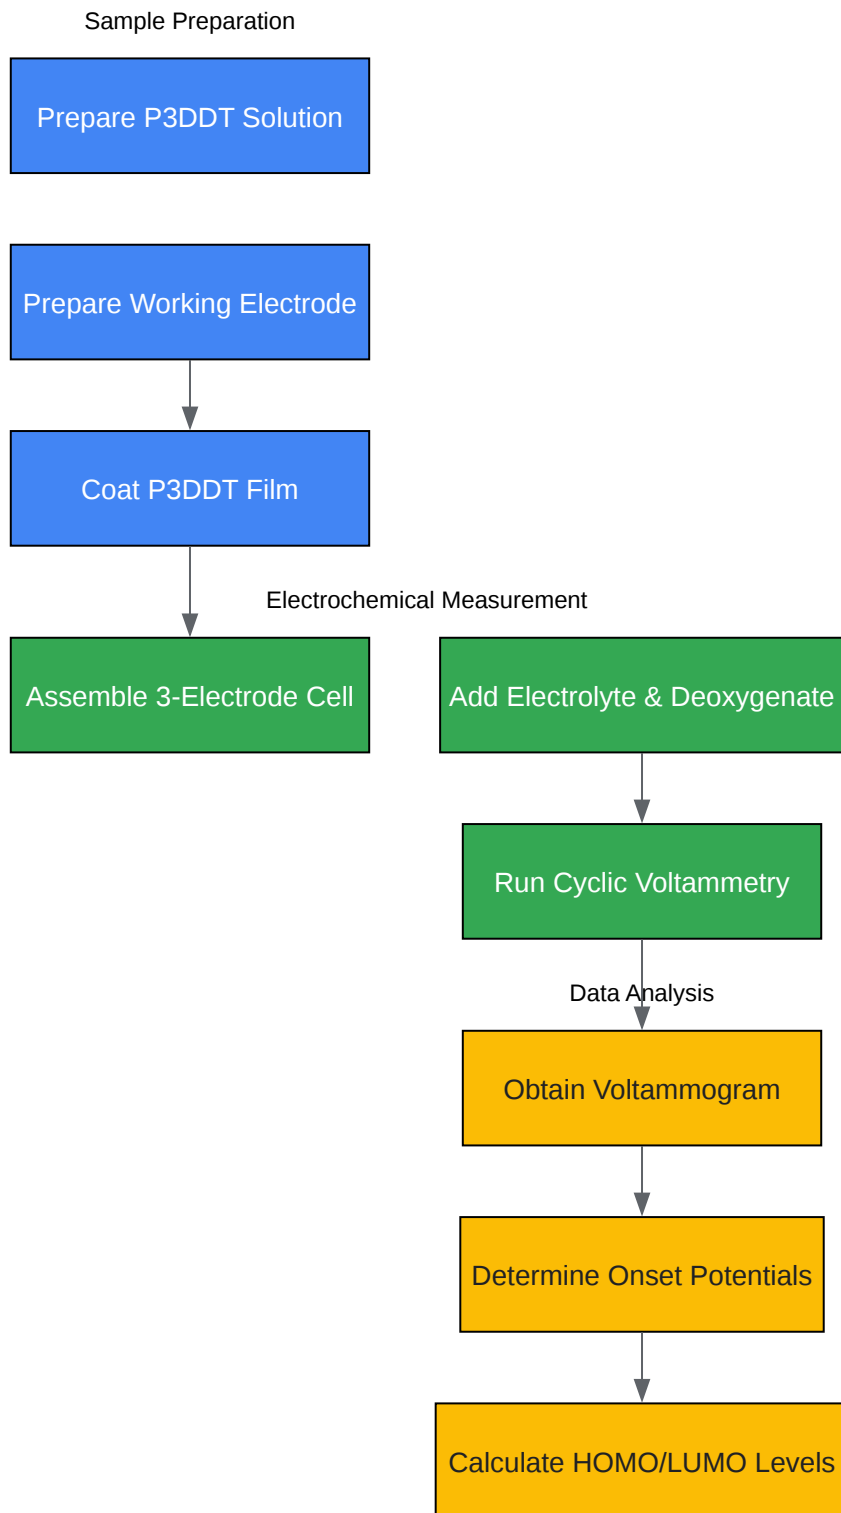 Sample Preparation
Prepare P3DDT Solution
Prepare Working Electrode
Coat P3DDT Film
Electrochemical Measurement
Assemble 3-Electrode Cell
Add Electrolyte & Deoxygenate
Run Cyclic Voltammetry
Data Analysis
Obtain Voltammogram
Determine Onset Potentials
Calculate HOMO/LUMO Levels